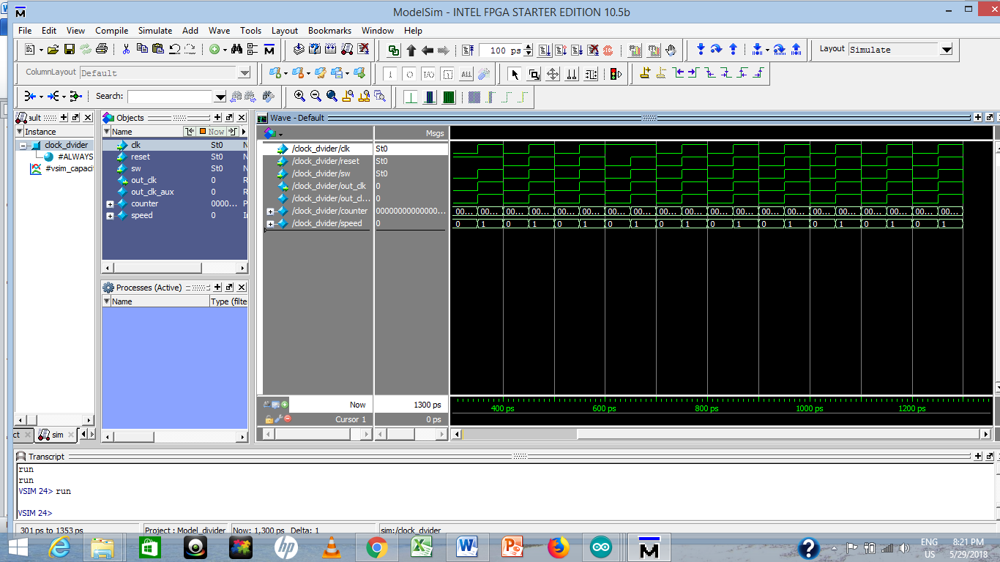 ModelSim - INTEL FPGA STARTER EDITION 10.5b
File Edit View Compile Simulate Add Wave Tools Layout Bookmarks Window Help
100 ps
Layout Simulate
ColumnLayout Default
Search:
ault
Instance
clock_dvider
#ALWAYS
#vsim_capaci
Objects
Name Now
clk St0 N
reset St0 N
sw St0 N
out_clk 0 R
out_clk_aux 0 R
counter 0000... P
speed 0 In
Processes (Active)
Name Type (filte
Wave - Default
Msgs
/clock_dvider/clk St0
/clock_dvider/reset St0
/clock_dvider/sw St0
/clock_dvider/out_clk 0
/clock_dvider/out_cl... 0
/clock_dvider/counter 00000000000000... 00... 00... 00... 00... 00... 00... 00... 00... 00... 00... 00... 00... 00... 00... 00... 00... 00... 00... 00... 00...
/clock_dvider/speed 0 0 1 0 1 0 1 0 1 0 1 0 1 0 1 0 1 0 1 0 1
Now 1300 ps
Cursor 1 0 ps
400 ps 600 ps 800 ps 1000 ps 1200 ps
ct sim
Transcript
run
run
VSIM 24> run
VSIM 24>
301 ps to 1353 ps Project : Model_divider Now: 1,300 ps Delta: 1 sim:/clock_dvider
ENG
US
8:21 PM
5/29/2018